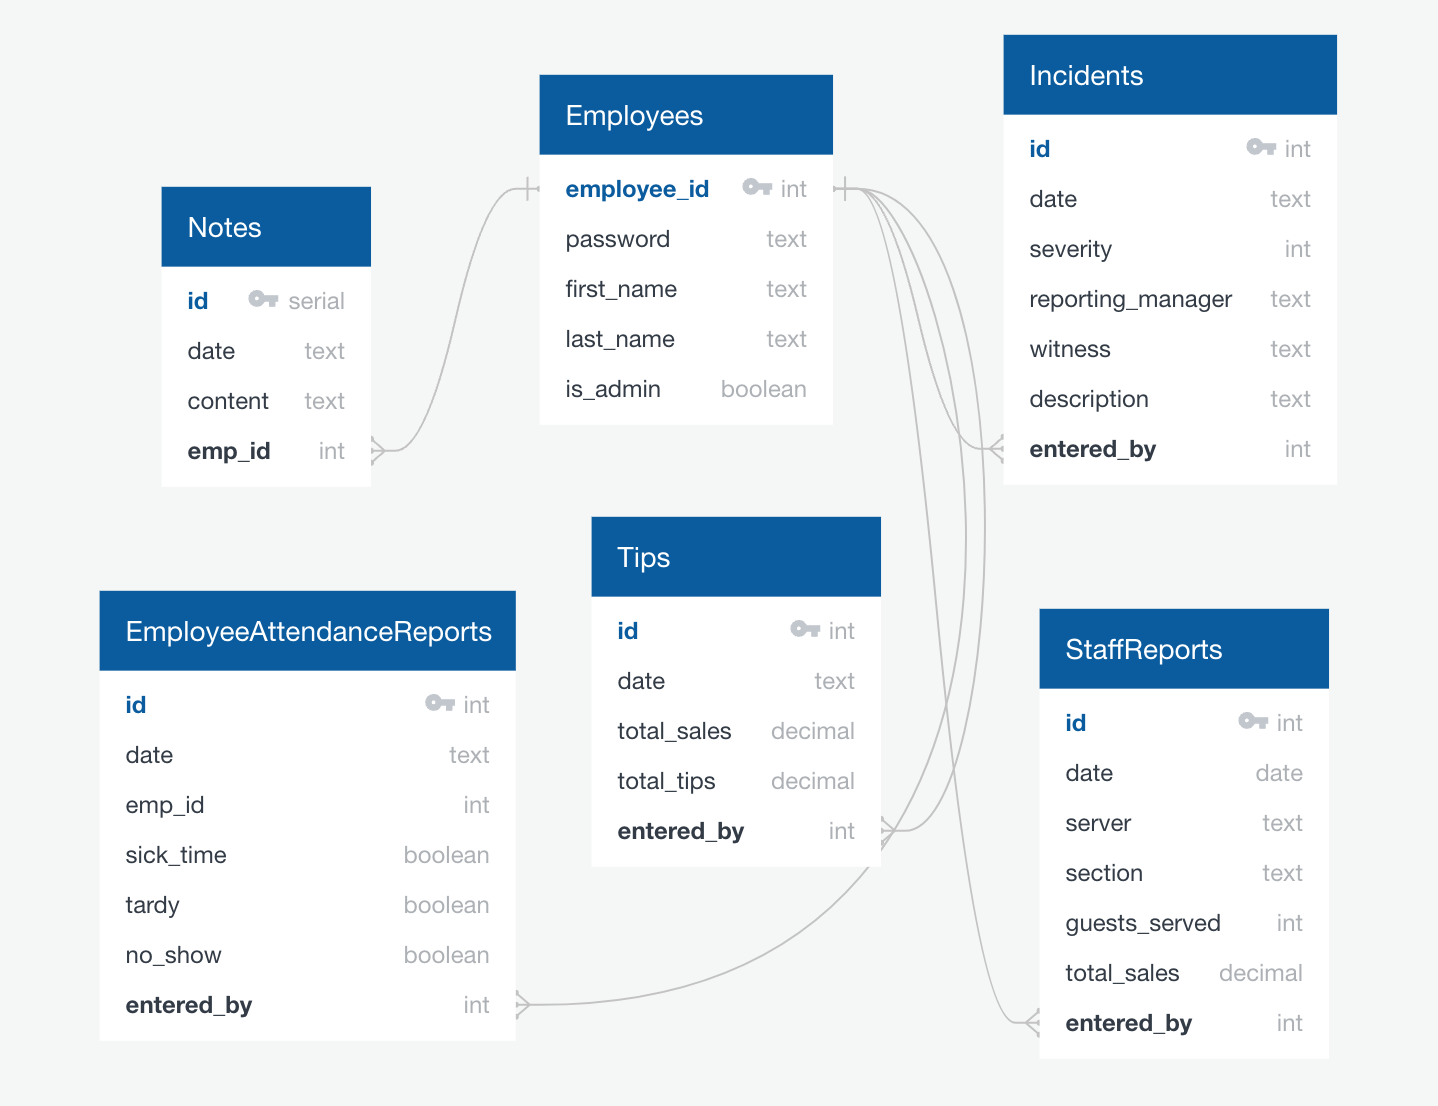 Notes
id serial
date text
content text
emp_id int
Employees
employee_id int
password text
first_name text
last_name text
is_admin boolean
Incidents
id int
date text
severity int
reporting_manager text
witness text
description text
entered_by int
EmployeeAttendanceReports
id int
date text
emp_id int
sick_time boolean
tardy boolean
no_show boolean
entered_by int
Tips
id int
date text
total_sales decimal
total_tips decimal
entered_by int
StaffReports
id int
date date
server text
section text
guests_served int
total_sales decimal
entered_by int